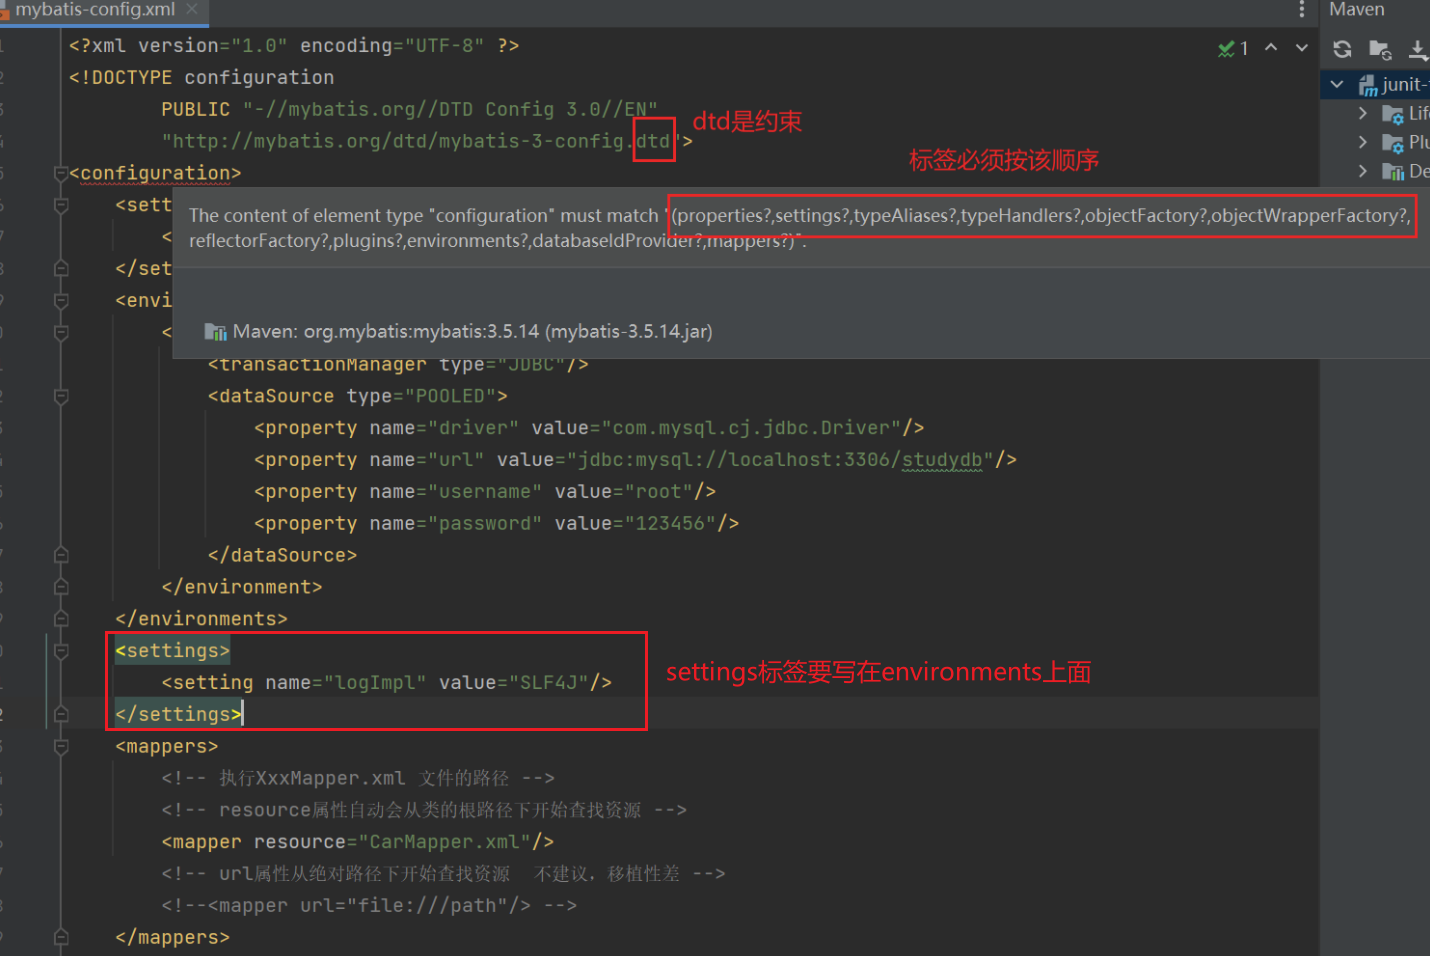 mybatis-config.xml
Maven
<?xml version="1.0" encoding="UTF-8" ?>
1
<!DOCTYPE configuration
junit-
PUBLIC "-//mybatis.org//DTD Config 3.0//EN"
dtd是约束
"http://mybatis.org/dtd/mybatis-3-config.dtd">
标签必须按该顺序
<configuration>
<sett
The content of element type "configuration" must match "(properties?,settings?,typeAliases?,typeHandlers?,objectFactory?,objectWrapperFactory?,
reflectorFactory?,plugins?,environments?,databaseIdProvider?,mappers?)".
<
</set
<envi
<
Maven: org.mybatis:mybatis:3.5.14 (mybatis-3.5.14.jar)
<transactionManager type="JDBC"/>
<dataSource type="POOLED">
<property name="driver" value="com.mysql.cj.jdbc.Driver"/>
<property name="url" value="jdbc:mysql://localhost:3306/studydb"/>
<property name="username" value="root"/>
<property name="password" value="123456"/>
</dataSource>
</environment>
</environments>
<settings>
<setting name="logImpl" value="SLF4J"/>
settings标签要写在environments上面
</settings>
<mappers>
<!-- 执行XxxMapper.xml 文件的路径 -->
<!-- resource属性自动会从类的根路径下开始查找资源 -->
<mapper resource="CarMapper.xml"/>
<!-- url属性从绝对路径下开始查找资源  不建议，移植性差 -->
<!--<mapper url="file:///path"/> -->
</mappers>